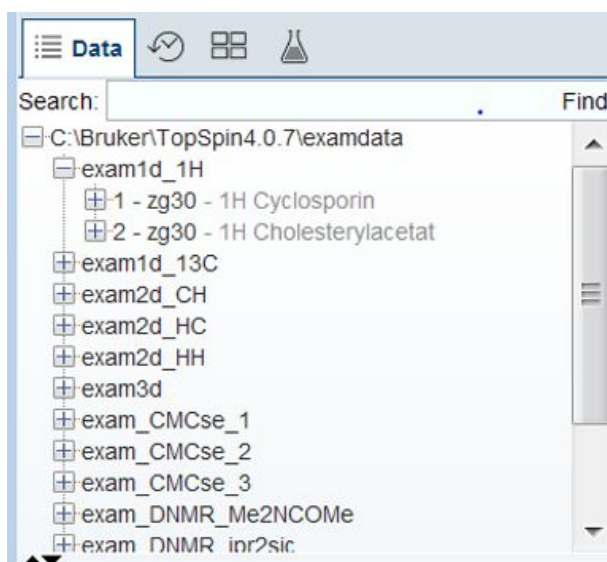 Data
Search: Find
C:\Bruker\TopSpin4.0.7\examdata
exam1d_1H
1 - zg30 - 1H Cyclosporin
2 - zg30 - 1H Cholesterylacetat
exam1d_13C
exam2d_CH
exam2d_HC
exam2d_HH
exam3d
exam_CMCse_1
exam_CMCse_2
exam_CMCse_3
exam_DNMR_Me2NCOMe
exam_DNMR_ipr2sic